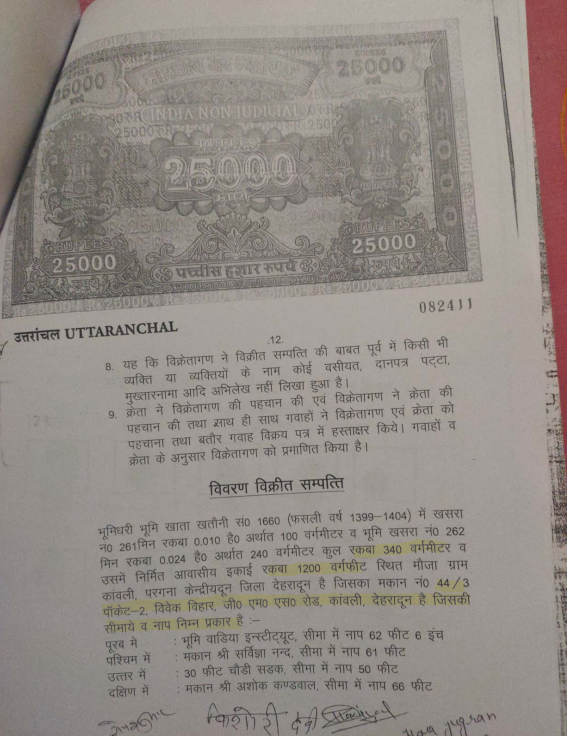 25000 25000
INDIA NON JUDICIAL
25000
RUPEES
25000 25000
पच्चीस हजार रुपये
082411
उत्तरांचल UTTARANCHAL
.12.
8. यह कि विक्रेतागण ने विक्रीत सम्पत्ति की बाबत पूर्व में किसी भी
व्यक्ति या व्यक्तियों के नाम कोई वसीयत, दानपत्र पट्टा,
मुख्तारनामा आदि अभिलेख नहीं लिखा हुआ है।
9. क्रेता ने विक्रेतागण की पहचान की एवं विक्रेतागण ने क्रेता की
पहचान की तथा साथ ही साथ गवाहों ने विक्रेतागण एवं क्रेता को
पहचाना तथा बतौर गवाह विक्रय पत्र में हस्ताक्षर किये। गवाहों व
क्रेता के अनुसार विक्रेतागण को प्रमाणित किया है।
विवरण विक्रीत सम्पत्ति
भूमिधरी भूमि खाता खतौनी सं0 1660 (फसली वर्ष 1399–1404) में खसरा
नं0 261मिन रकबा 0.010 है0 अर्थात 100 वर्गमीटर व भूमि खसरा नं0 262
मिन रकबा 0.024 है0 अर्थात 240 वर्गमीटर कुल रकबा 340 वर्गमीटर व
उसमें निर्मित आवासीय इकाई रकबा 1200 वर्गफीट स्थित मौजा ग्राम
कांवली, परगना केन्द्रीयदून जिला देहरादून है जिसका मकान नं0 44/3
पॉकेट–2, विवेक विहार, जी0 एम0 एस0 रोड, कांवली, देहरादून है जिसकी
सीमाये व नाप निम्न प्रकार है :–
पूरब में : भूमि वाडिया इन्स्टीट्यूट, सीमा में नाप 62 फीट 6 इंच
पश्चिम में : मकान श्री सर्विज्ञा नन्द, सीमा में नाप 61 फीट
उत्तर में : 30 फीट चौडी सडक, सीमा में नाप 50 फीट
दक्षिण में : मकान श्री अशोक कण्डवाल, सीमा में नाप 66 फीट
किशोरी देवी